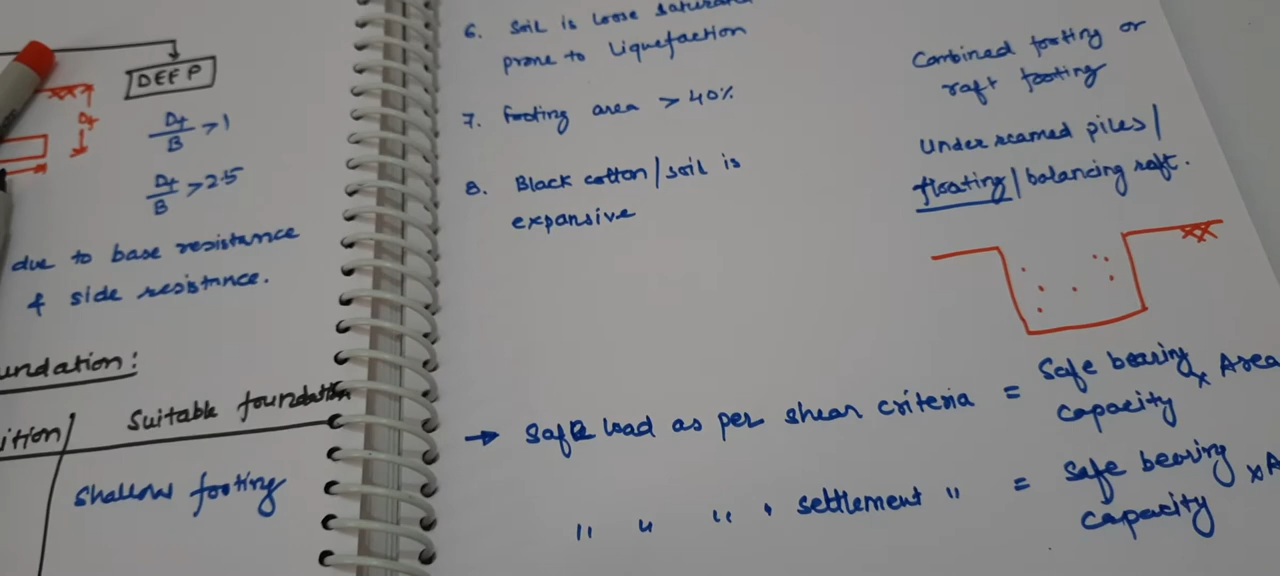 DEEP
Df
Df/B > 1
Df/B > 2.5
due to base resistance
& side resistance.
undation:
ition/ Suitable foundation
Shallow footing
6. Soil is loose saturated
prone to liquefaction
7. footing area > 40%
8. Black cotton/soil is
expansive
Combined footing or
raft footing
Under reamed piles/
floating/balancing raft.
→ Safe load as per shear criteria = Safe bearing capacity × Area
" " " " settlement " = Safe bearing capacity × A